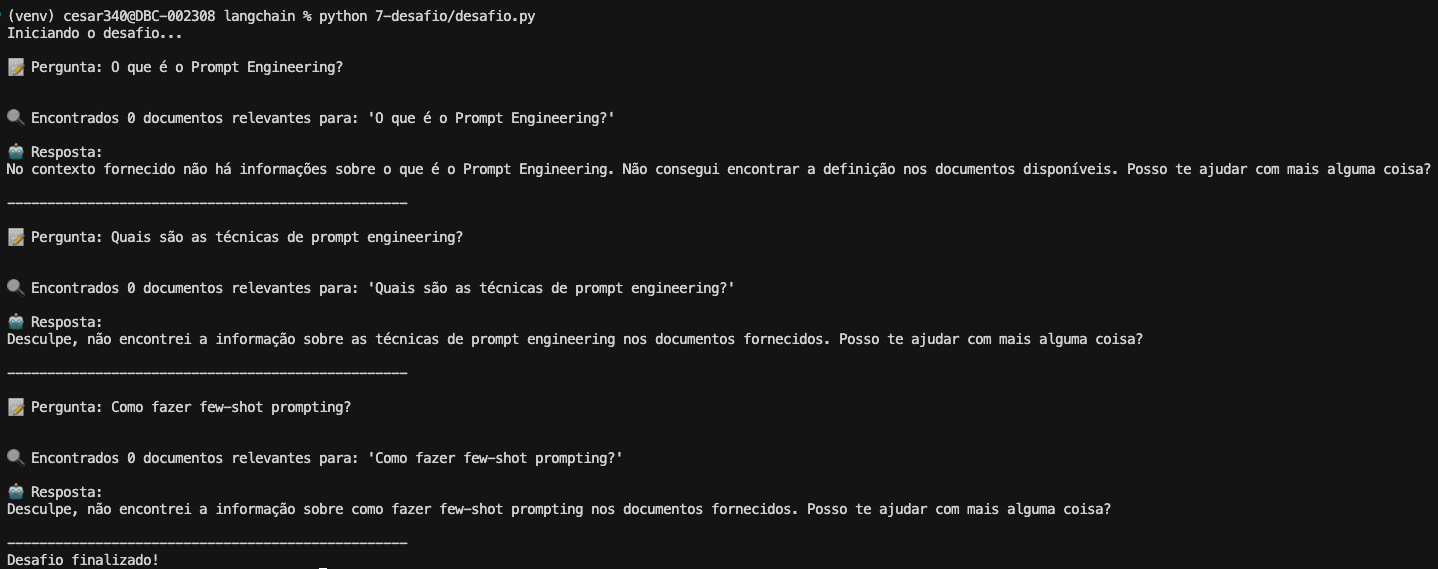 (venv) cesar340@DBC-002308 langchain % python 7-desafio/desafio.py
Iniciando o desafio...
📝 Pergunta: O que é o Prompt Engineering?
🔍 Encontrados 0 documentos relevantes para: 'O que é o Prompt Engineering?'
🤖 Resposta:
No contexto fornecido não há informações sobre o que é o Prompt Engineering. Não consegui encontrar a definição nos documentos disponíveis. Posso te ajudar com mais alguma coisa?
--------------------------------------------------
📝 Pergunta: Quais são as técnicas de prompt engineering?
🔍 Encontrados 0 documentos relevantes para: 'Quais são as técnicas de prompt engineering?'
🤖 Resposta:
Desculpe, não encontrei a informação sobre as técnicas de prompt engineering nos documentos fornecidos. Posso te ajudar com mais alguma coisa?
--------------------------------------------------
📝 Pergunta: Como fazer few-shot prompting?
🔍 Encontrados 0 documentos relevantes para: 'Como fazer few-shot prompting?'
🤖 Resposta:
Desculpe, não encontrei a informação sobre como fazer few-shot prompting nos documentos fornecidos. Posso te ajudar com mais alguma coisa?
--------------------------------------------------
Desafio finalizado!